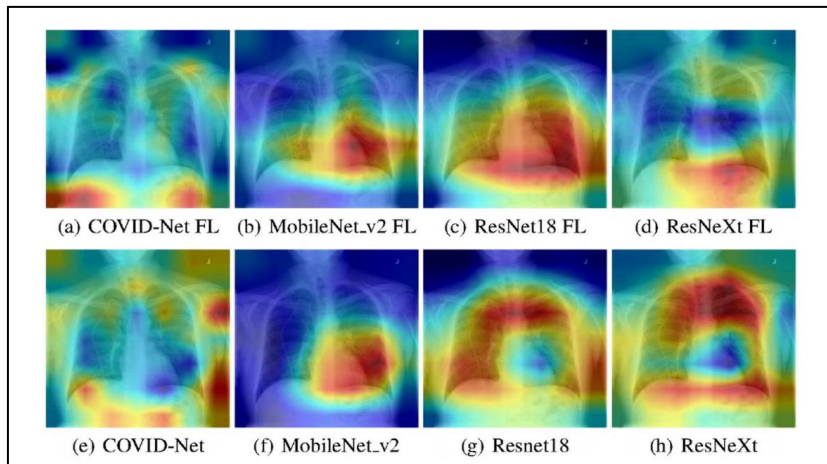 (a) COVID-Net FL (b) MobileNet_v2 FL (c) ResNet18 FL (d) ResNeXt FL
(e) COVID-Net (f) MobileNet_v2 (g) Resnet18 (h) ResNeXt